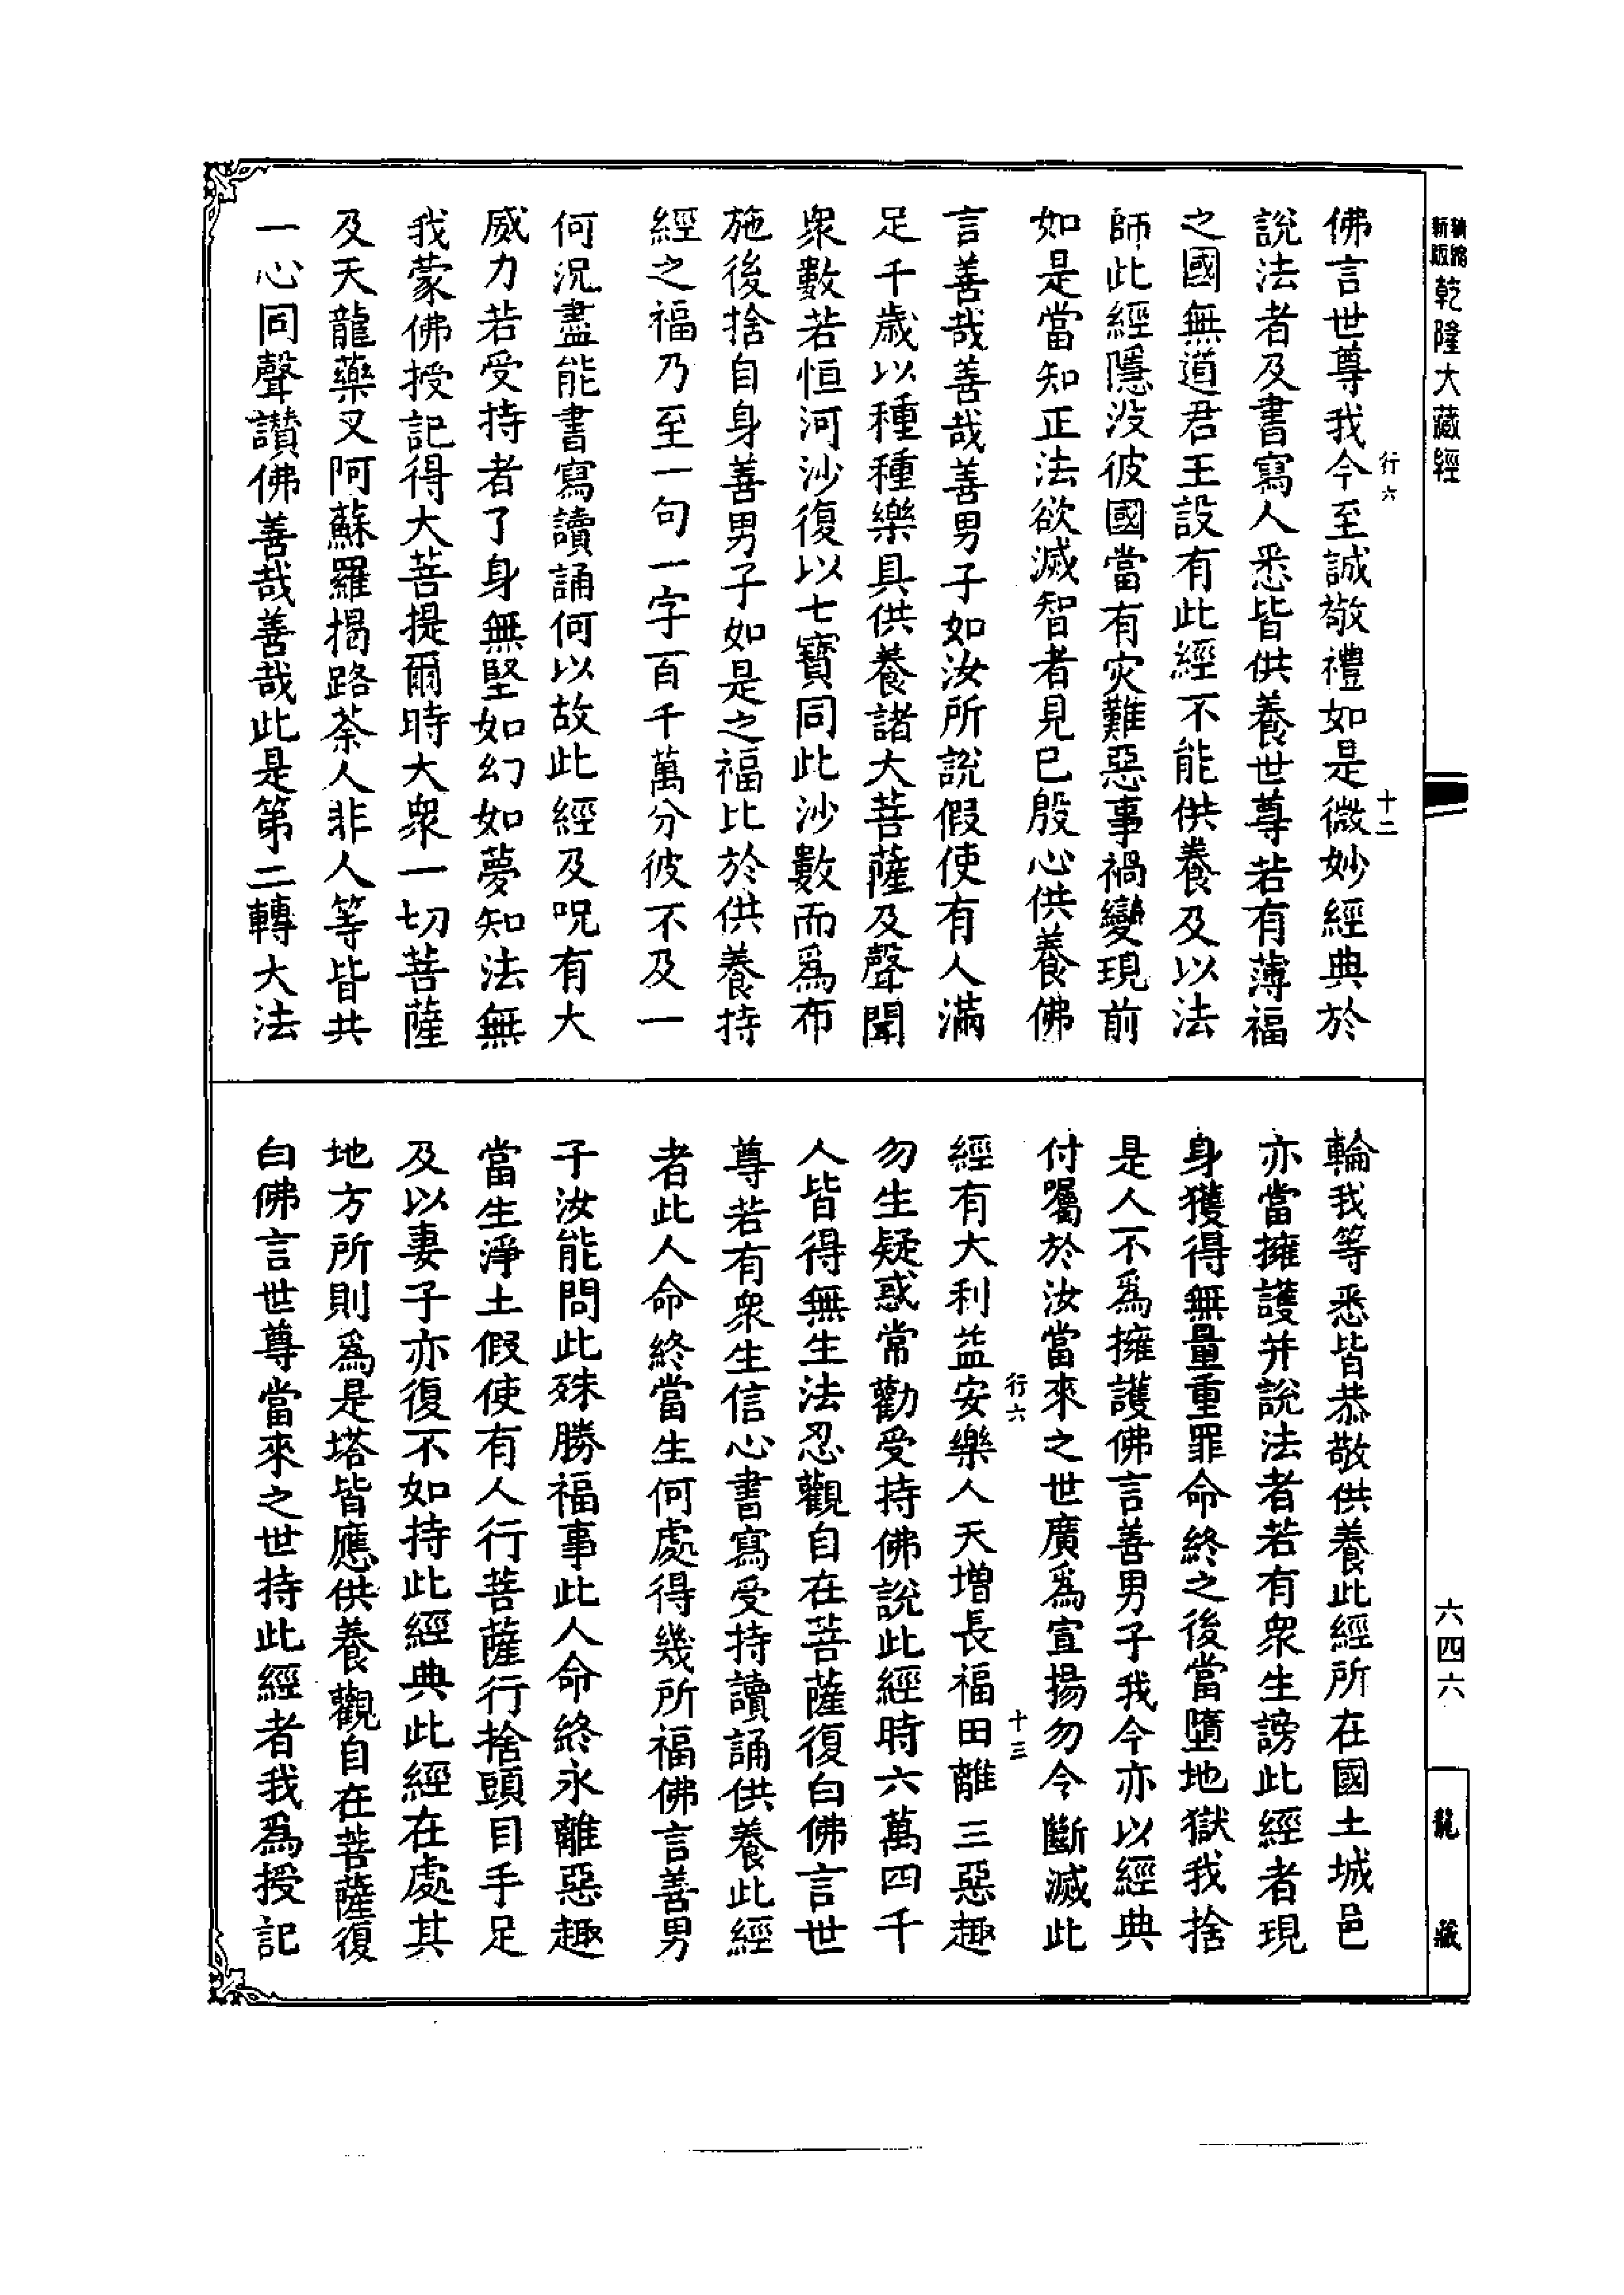 精縮新版
乾隆大藏經
六四六
龍藏
行六
十二
佛言世尊我今至誠敬禮如是微妙經典於
說法者及書寫人悉皆供養世尊若有薄福
之國無道君王設有此經不能供養及以法
師此經隱没彼國當有灾難惡事禍變現前
如是當知正法欲滅智者見已殷心供養佛
言善哉善哉善男子如汝所說假使有人滿
足千歲以種種樂具供養諸大菩薩及聲聞
衆數若恒河沙復以七寶同此沙數而爲布
施後捨自身善男子如是之福比於供養持
經之福乃至一句一字百千萬分彼不及一
何況盡能書寫讀誦何以故此經及呪有大
威力若受持者了身無堅如幻如夢知法無
我蒙佛授記得大菩提爾時大衆一切菩薩
及天龍藥叉阿蘇羅揭路荼人非人等皆共
一心同聲讃佛善哉善哉此是第二轉大法
輪我等悉皆恭敬供養此經所在國土城邑
亦當擁護并說法者若有衆生謗此經者現
身獲得無量重罪命終之後當墮地獄我捨
是人不爲擁護佛言善男子我今亦以經典
付囑於汝當來之世廣爲宣揚勿令斷滅此
行六
十三
經有大利益安樂人天增長福田離三惡趣
勿生疑惑常勸受持佛說此經時六萬四千
人皆得無生法忍觀自在菩薩復白佛言世
尊若有衆生信心書寫受持讀誦供養此經
者此人命終當生何處得幾所福佛言善男
子汝能問此殊勝福事此人命終永離惡趣
當生淨土假使有人行菩薩行捨頭目手足
及以妻子亦復不如持此經典此經在處其
地方所則爲是塔皆應供養觀自在菩薩復
白佛言世尊當來之世持此經者我爲授記